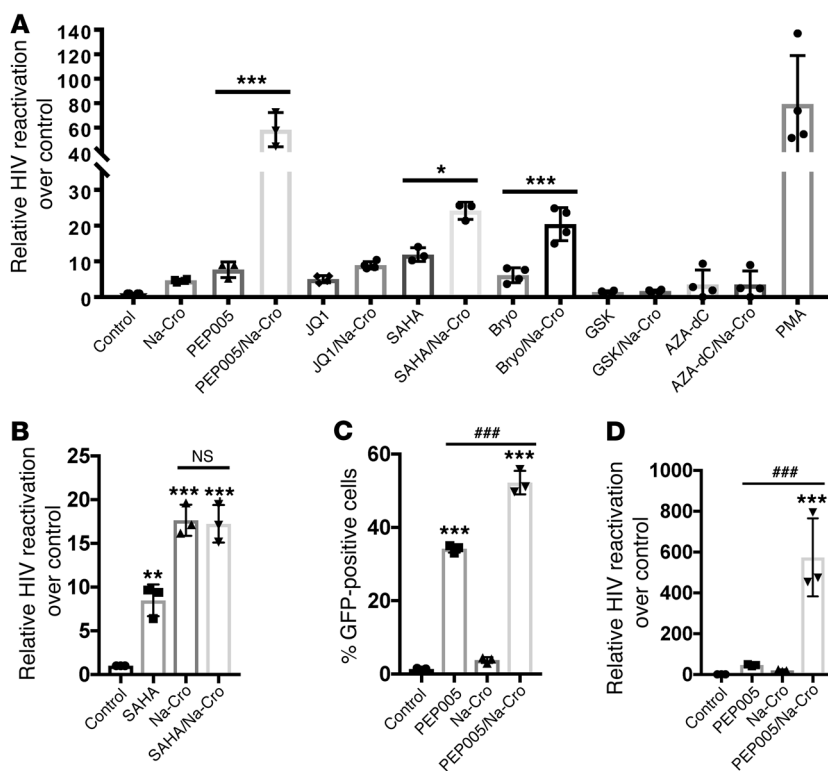 A
Relative HIV reactivation
over control
140
120
100
80
60
40
30
20
10
0
***
*
***
Control
Na-Cro
PEP005
PEP005/Na-Cro
JQ1
JQ1/Na-Cro
SAHA
SAHA/Na-Cro
Bryo
Bryo/Na-Cro
GSK
GSK/Na-Cro
AZA-dC
AZA-dC/Na-Cro
PMA
B
Relative HIV reactivation
over control
25
20
15
10
5
0
NS
**
***
***
Control
SAHA
Na-Cro
SAHA/Na-Cro
C
% GFP-positive cells
60
40
20
0
###
***
***
Control
PEP005
Na-Cro
PEP005/Na-Cro
D
Relative HIV reactivation
over control
1000
800
600
400
200
0
###
***
Control
PEP005
Na-Cro
PEP005/Na-Cro